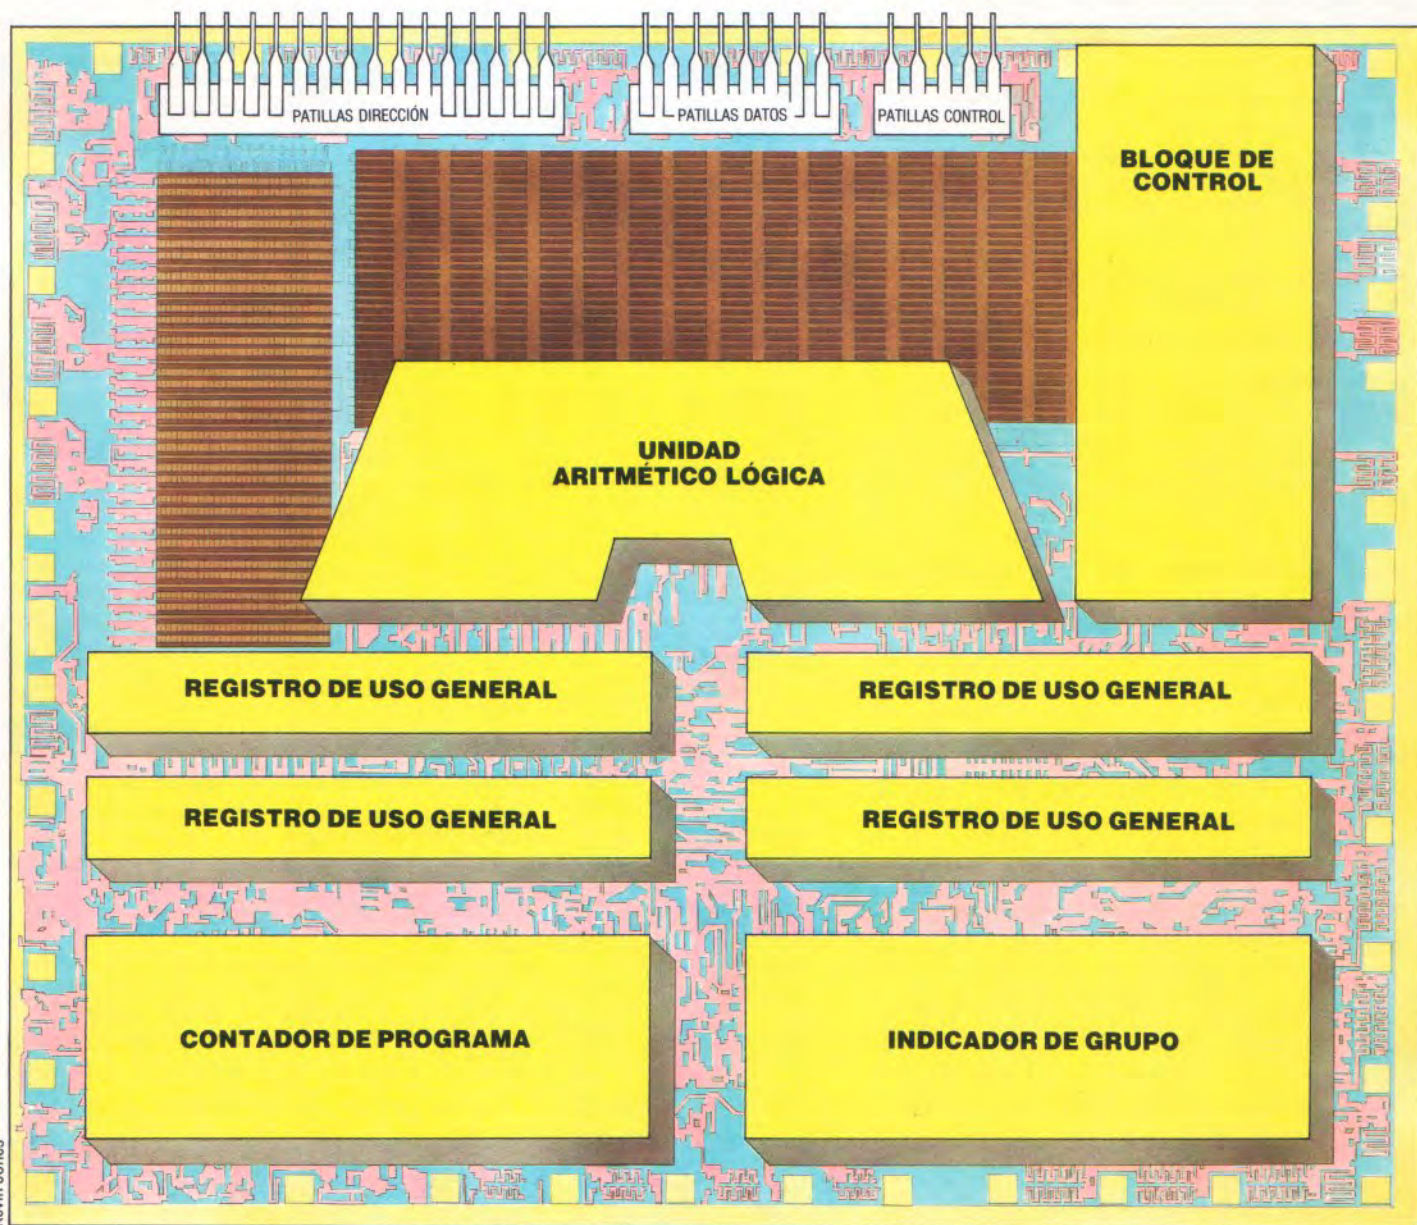 PATILLAS DIRECCIÓN
PATILLAS DATOS
PATILLAS CONTROL
BLOQUE DE
CONTROL
UNIDAD
ARITMÉTICO LÓGICA
REGISTRO DE USO GENERAL
REGISTRO DE USO GENERAL
REGISTRO DE USO GENERAL
REGISTRO DE USO GENERAL
CONTADOR DE PROGRAMA
INDICADOR DE GRUPO